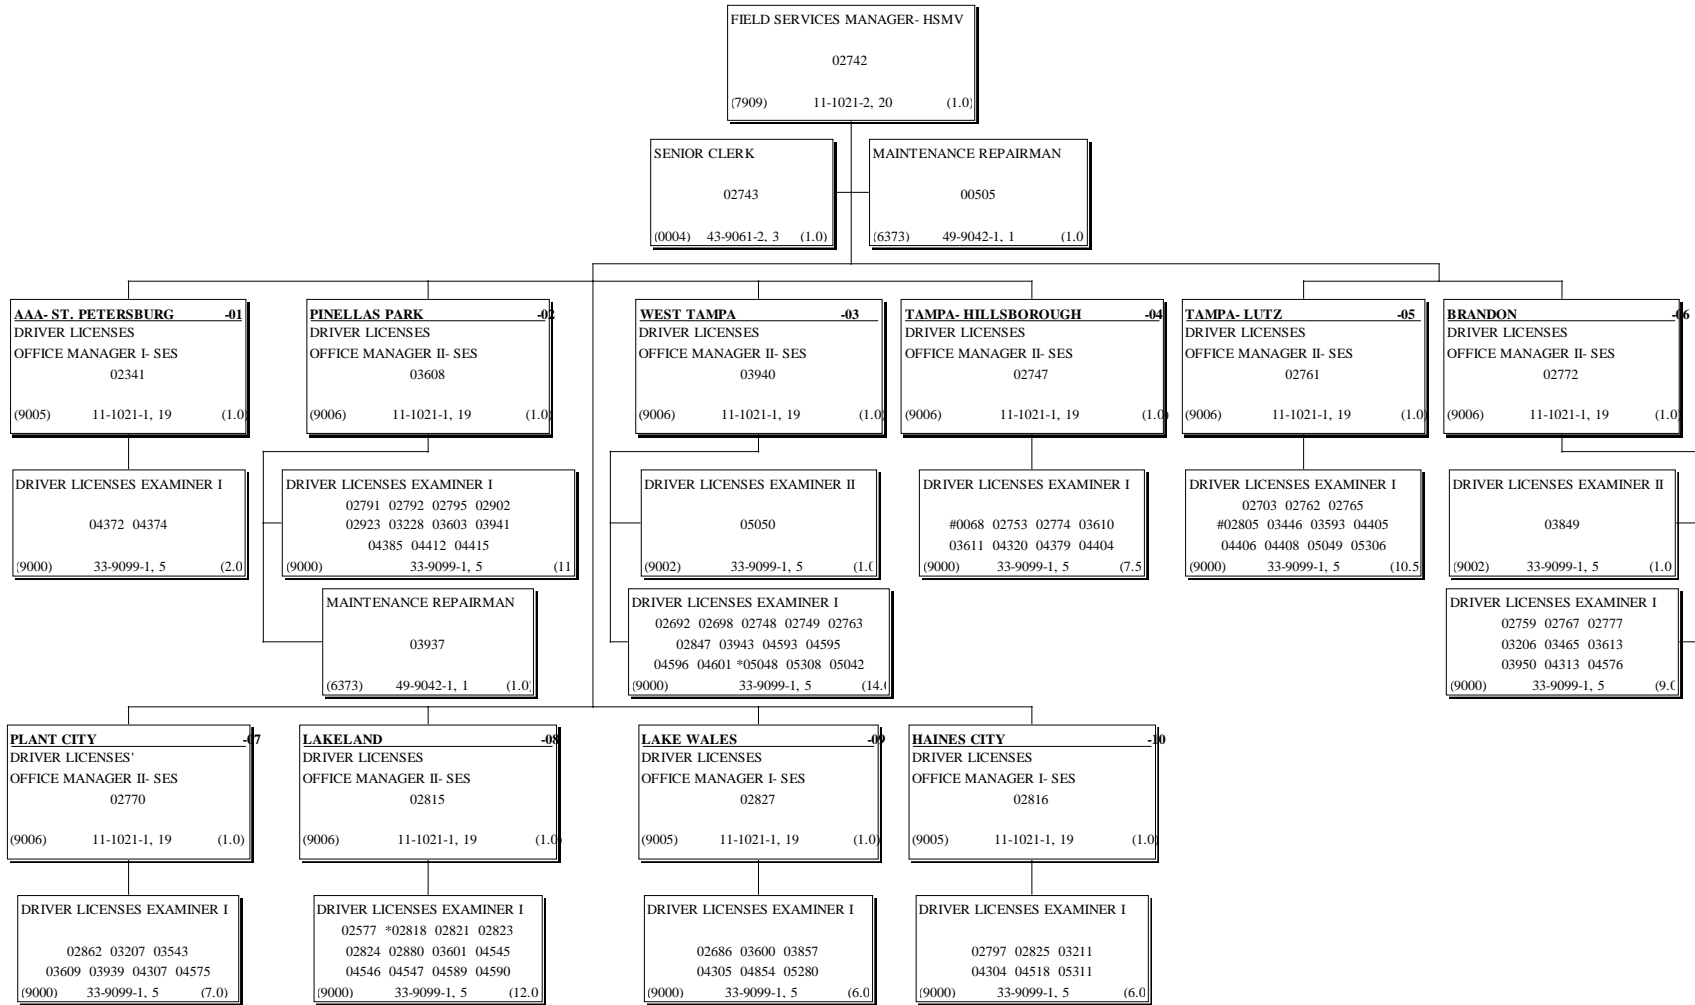 FIELD SERVICES MANAGER- HSMV
02742
(7909) 11-1021-2, 20 (1.0)
SENIOR CLERK
02743
(0004) 43-9061-2, 3 (1.0)
MAINTENANCE REPAIRMAN
00505
(6373) 49-9042-1, 1 (1.0
AAA- ST. PETERSBURG -01
DRIVER LICENSES
OFFICE MANAGER I- SES
02341
(9005) 11-1021-1, 19 (1.0)
PINELLAS PARK -02
DRIVER LICENSES
OFFICE MANAGER II- SES
03608
(9006) 11-1021-1, 19 (1.0
WEST TAMPA -03
DRIVER LICENSES
OFFICE MANAGER II- SES
03940
(9006) 11-1021-1, 19 (1.0)
TAMPA- HILLSBOROUGH -04
DRIVER LICENSES
OFFICE MANAGER II- SES
02747
(9006) 11-1021-1, 19 (1.0
TAMPA- LUTZ -05
DRIVER LICENSES
OFFICE MANAGER II- SES
02761
(9006) 11-1021-1, 19 (1.0)
BRANDON -06
DRIVER LICENSES
OFFICE MANAGER II- SES
02772
(9006) 11-1021-1, 19 (1.0)
DRIVER LICENSES EXAMINER I
04372 04374
(9000) 33-9099-1, 5 (2.0
DRIVER LICENSES EXAMINER I
02791 02792 02795 02902
02923 03228 03603 03941
04385 04412 04415
(9000) 33-9099-1, 5 (11
MAINTENANCE REPAIRMAN
03937
(6373) 49-9042-1, 1 (1.0)
DRIVER LICENSES EXAMINER II
05050
(9002) 33-9099-1, 5 (1.0
DRIVER LICENSES EXAMINER I
02692 02698 02748 02749 02763
02847 03943 04593 04595
04596 04601 *05048 05308 05042
(9000) 33-9099-1, 5 (14.0
DRIVER LICENSES EXAMINER I
#0068 02753 02774 03610
03611 04320 04379 04404
(9000) 33-9099-1, 5 (7.5
DRIVER LICENSES EXAMINER I
02703 02762 02765
#02805 03446 03593 04405
04406 04408 05049 05306
(9000) 33-9099-1, 5 (10.5
DRIVER LICENSES EXAMINER II
03849
(9002) 33-9099-1, 5 (1.0
DRIVER LICENSES EXAMINER I
02759 02767 02777
03206 03465 03613
03950 04313 04576
(9000) 33-9099-1, 5 (9.0
PLANT CITY -07
DRIVER LICENSES'
OFFICE MANAGER II- SES
02770
(9006) 11-1021-1, 19 (1.0)
LAKELAND -08
DRIVER LICENSES
OFFICE MANAGER II- SES
02815
(9006) 11-1021-1, 19 (1.0
LAKE WALES -09
DRIVER LICENSES
OFFICE MANAGER I- SES
02827
(9005) 11-1021-1, 19 (1.0)
HAINES CITY -10
DRIVER LICENSES
OFFICE MANAGER I- SES
02816
(9005) 11-1021-1, 19 (1.0)
DRIVER LICENSES EXAMINER I
02862 03207 03543
03609 03939 04307 04575
(9000) 33-9099-1, 5 (7.0)
DRIVER LICENSES EXAMINER I
02577 *02818 02821 02823
02824 02880 03601 04545
04546 04547 04589 04590
(9000) 33-9099-1, 5 (12.0
DRIVER LICENSES EXAMINER I
02686 03600 03857
04305 04854 05280
(9000) 33-9099-1, 5 (6.0
DRIVER LICENSES EXAMINER I
02797 02825 03211
04304 04518 05311
(9000) 33-9099-1, 5 (6.0